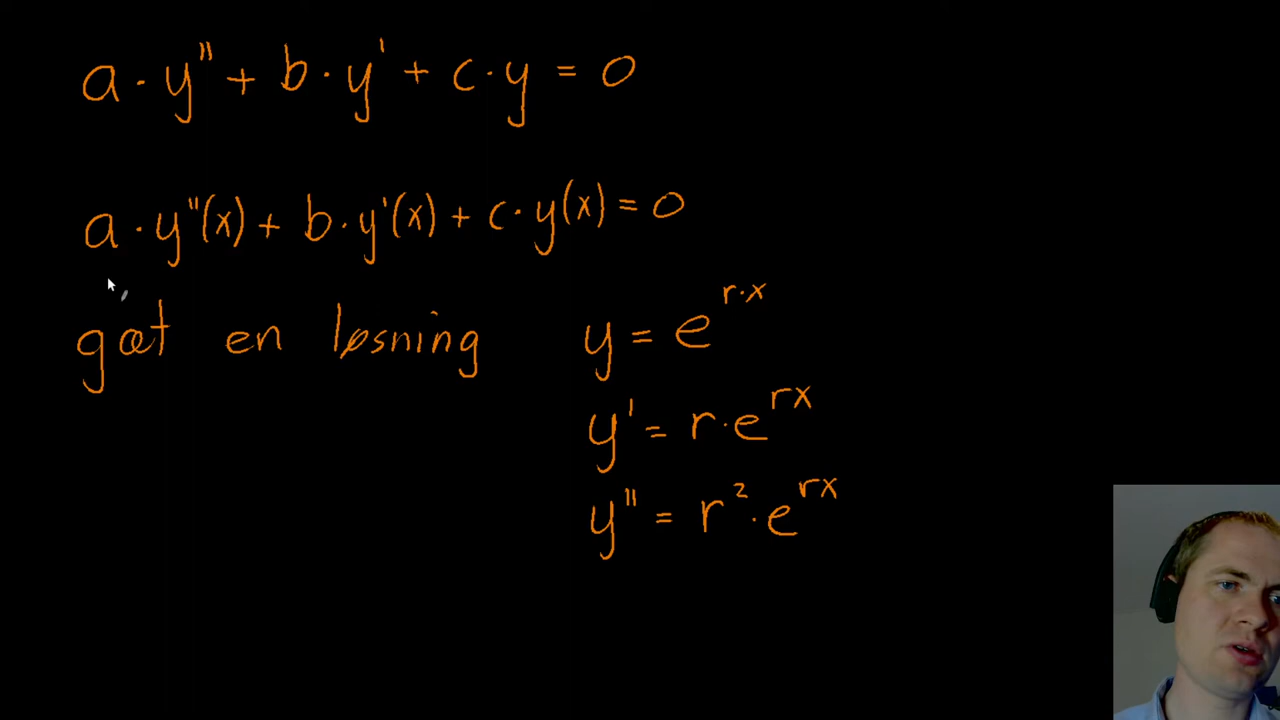 a · y'' + b · y' + c · y = 0
a · y''(x) + b · y'(x) + c · y(x) = 0
gæt en løsning y = e^{r·x}
y' = r · e^{rx}
y'' = r² · e^{rx}